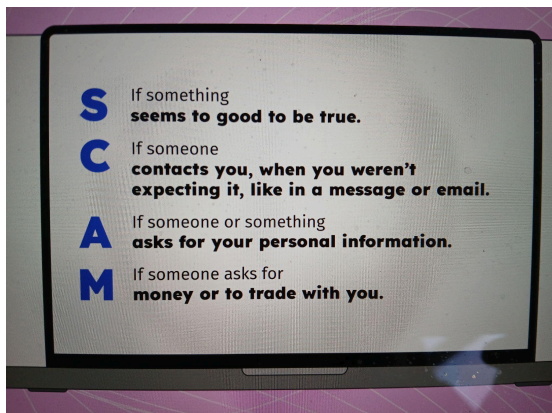 S If something
seems to good to be true.
C If someone
contacts you, when you weren't
expecting it, like in a message or email.
A If someone or something
asks for your personal information.
M If someone asks for
money or to trade with you.